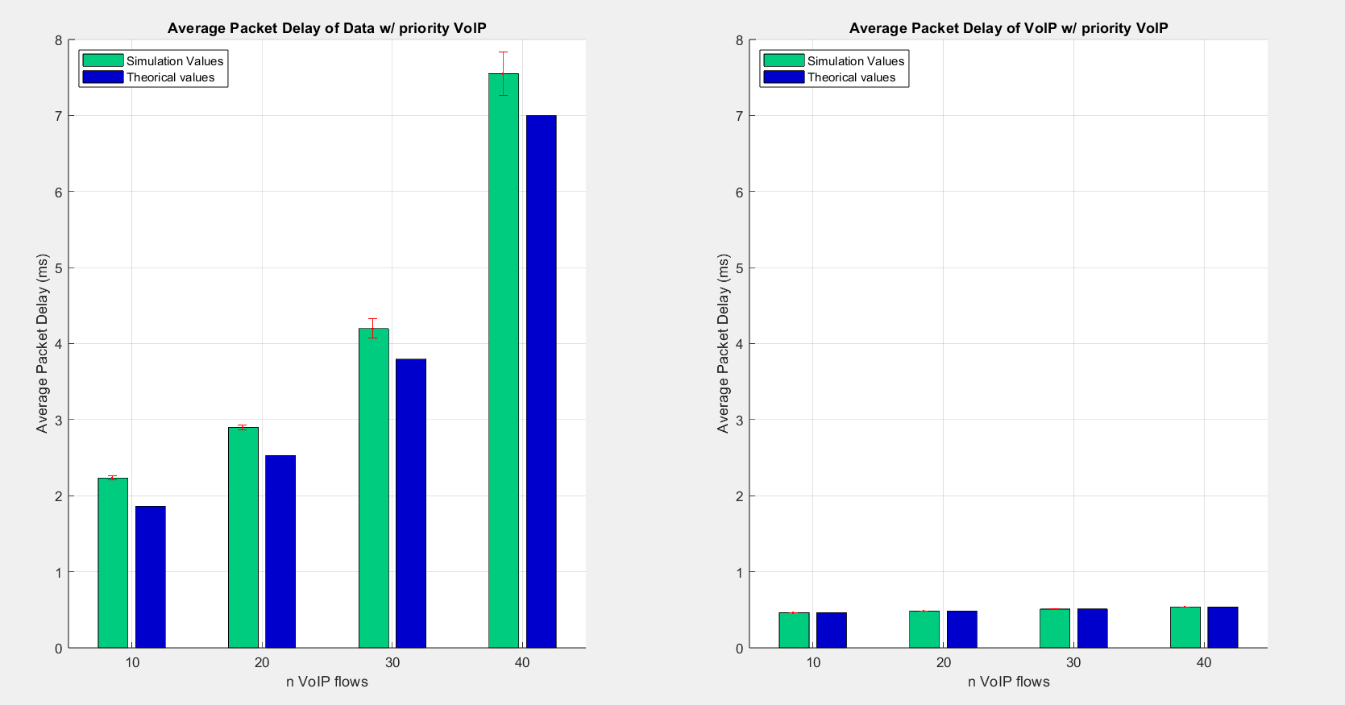 Average Packet Delay of Data w/ priority VoIP
Simulation Values
Theorical values
8
7
6
5
4
3
2
1
0
Average Packet Delay (ms)
10 20 30 40
n VoIP flows
Average Packet Delay of VoIP w/ priority VoIP
Simulation Values
Theorical values
8
7
6
5
4
3
2
1
0
Average Packet Delay (ms)
10 20 30 40
n VoIP flows